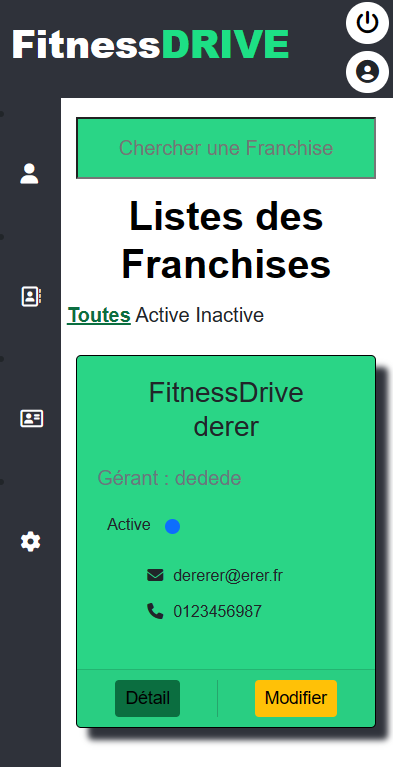 FitnessDRIVE
Chercher une Franchise
Listes des
Franchises
Toutes Active Inactive
FitnessDrive
derer
Gérant : dedede
Active
dererer@erer.fr
0123456987
Détail
Modifier